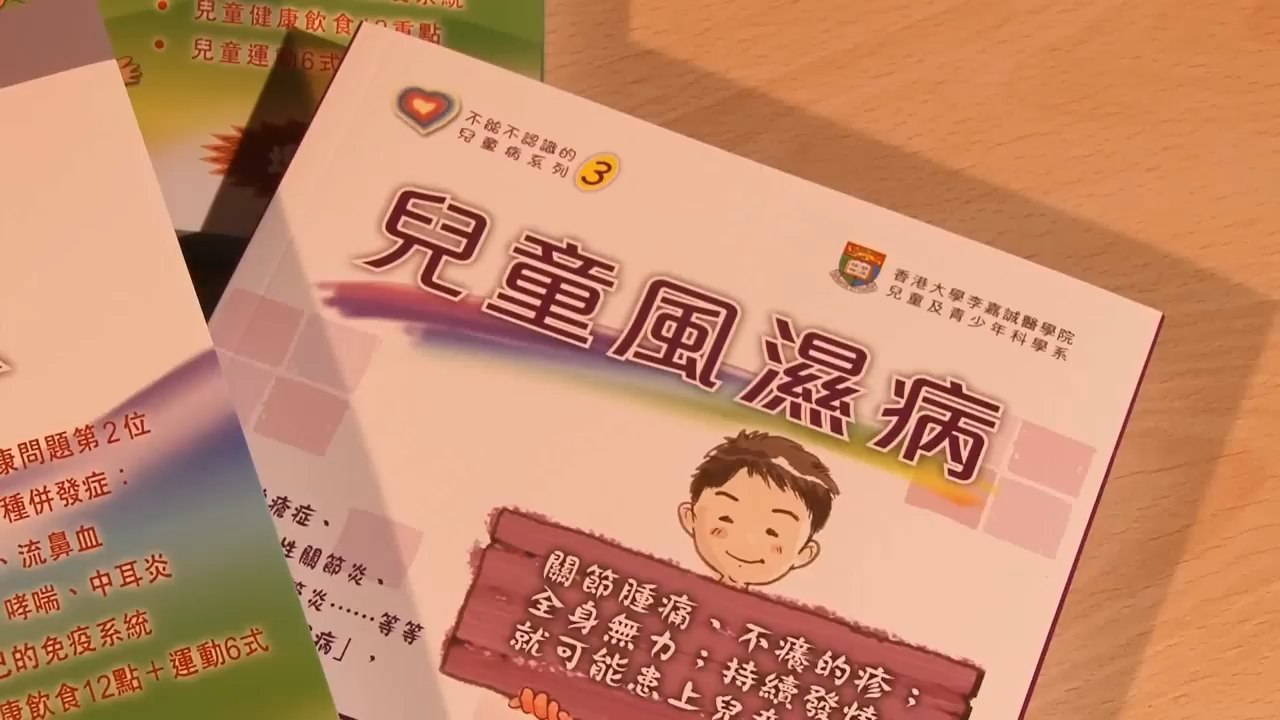 兒童健康飲食12重點
兒童運動6式
不能不認識的
兒童病系列
3
兒童風濕病
香港大學李嘉誠醫學院
兒童及青少年科學系
康問題第2位
種併發症：
、流鼻血
哮喘、中耳炎
的免疫系統
康飲食12點＋運動6式
瘡症、
性關節炎、
炎……等等
病」，
關節腫痛、不癢的疹；
全身無力；持續發燒
就可能患上兒童